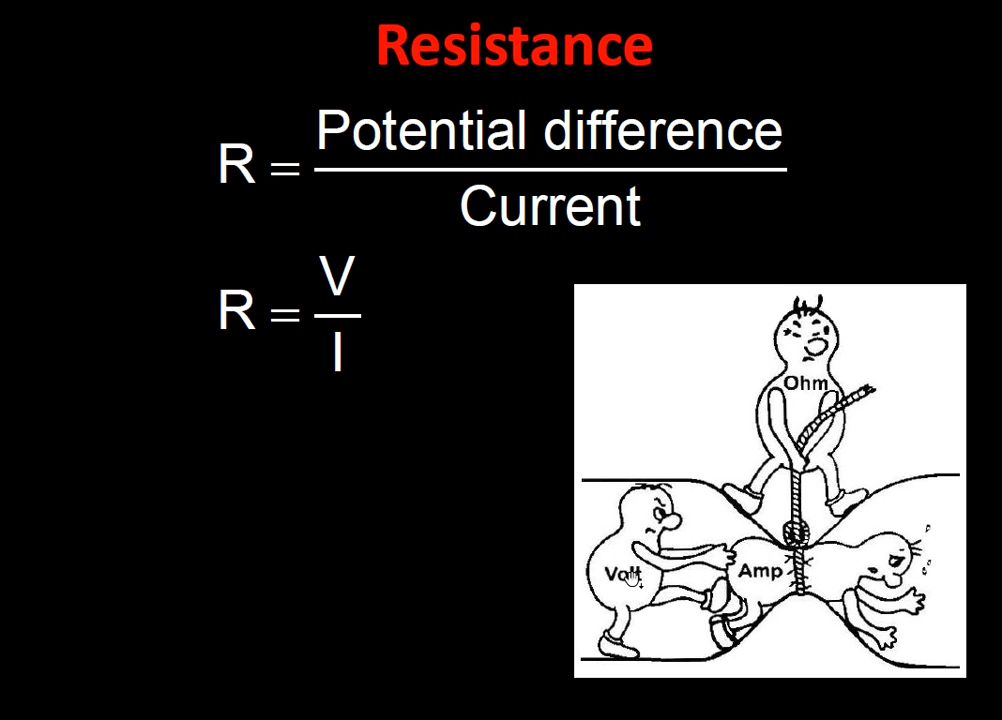 Resistance
R = Potential difference / Current
R = V / I
Ohm
Volt
Amp